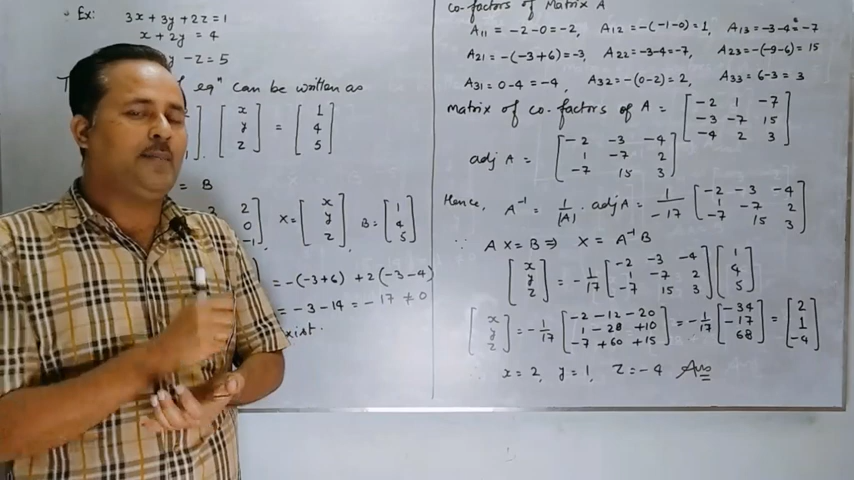 Ex: 3x + 3y + 2z = 1
x + 2y = 4
y - z = 5
of eqⁿ can be written as
[x y z] = [1 4 5]
= B
2 0 -1], X = [x y z], B = [1 4 5]
= -(-3+6) + 2(-3-4)
= -3-14 = -17 ≠ 0
exist.
co-factors of Matrix A
A₁₁ = -2-0 = -2, A₁₂ = -(-1-0) = 1, A₁₃ = -3-4 = -7
A₂₁ = -(-3+6) = -3, A₂₂ = -3-4 = -7, A₂₃ = -(-9-6) = 15
A₃₁ = 0-4 = -4, A₃₂ = -(0-2) = 2, A₃₃ = 6-3 = 3
matrix of co-factors of A = [-2 1 -7; -3 -7 15; -4 2 3]
adj A = [-2 -3 -4; 1 -7 2; -7 15 3]
Hence, A⁻¹ = 1/|A| . adj A = 1/-17 [-2 -3 -4; 1 -7 2; -7 15 3]
∵ AX = B ⇒ X = A⁻¹ B
[x y z] = -1/17 [-2 -3 -4; 1 -7 2; -7 15 3] [1 4 5]
[x y z] = -1/17 [-2 -12 -20; 1 -28 +10; -7 +60 +15] = -1/17 [-34 -17 68] = [2 1 -4]
∴ x = 2, y = 1, z = -4 Ans